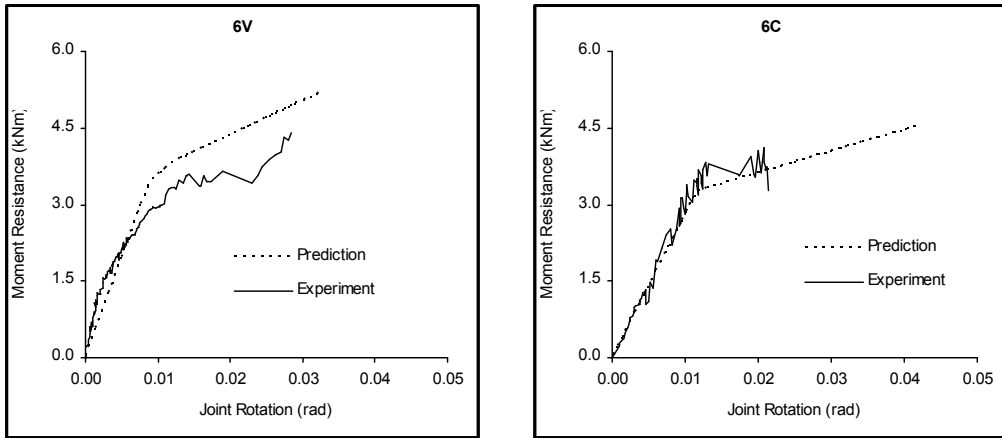 6V
6.0
4.5
3.0
1.5
0.0
Moment Resistance (kNm)
Prediction
Experiment
0.00 0.01 0.02 0.03 0.04 0.05
Joint Rotation (rad)
6C
6.0
4.5
3.0
1.5
0.0
Moment Resistance (kNm)
Prediction
Experiment
0.00 0.01 0.02 0.03 0.04 0.05
Joint Rotation (rad)